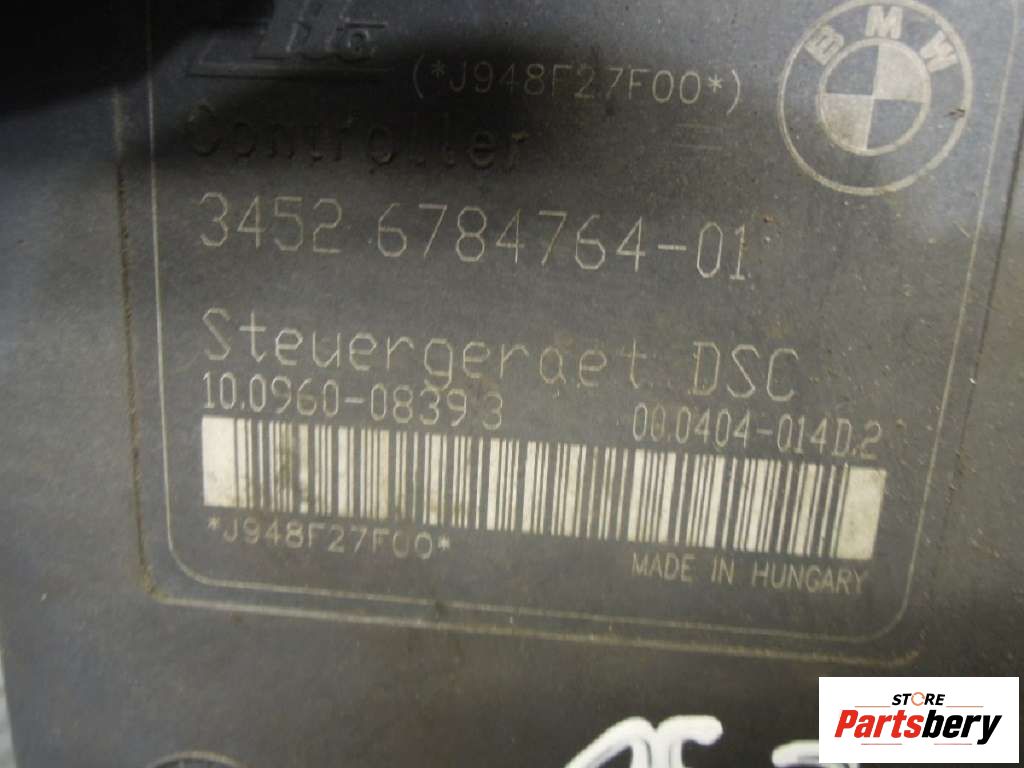 BMW
(*J948F27F00*)
Controller
3452 6784764-01
Steuergeraet DSC
10.0960-0839.3 00.0404-014D.2
*J948F27F00*
MADE IN HUNGARY
STORE
Partsbery